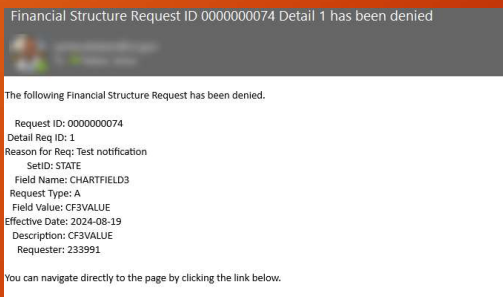 Financial Structure Request ID 0000000074 Detail 1 has been denied
The following Financial Structure Request has been denied.
Request ID: 0000000074
Detail Req ID: 1
Reason for Req: Test notification
SetID: STATE
Field Name: CHARTFIELD3
Request Type: A
Field Value: CF3VALUE
Effective Date: 2024-08-19
Description: CF3VALUE
Requester: 233991
You can navigate directly to the page by clicking the link below.